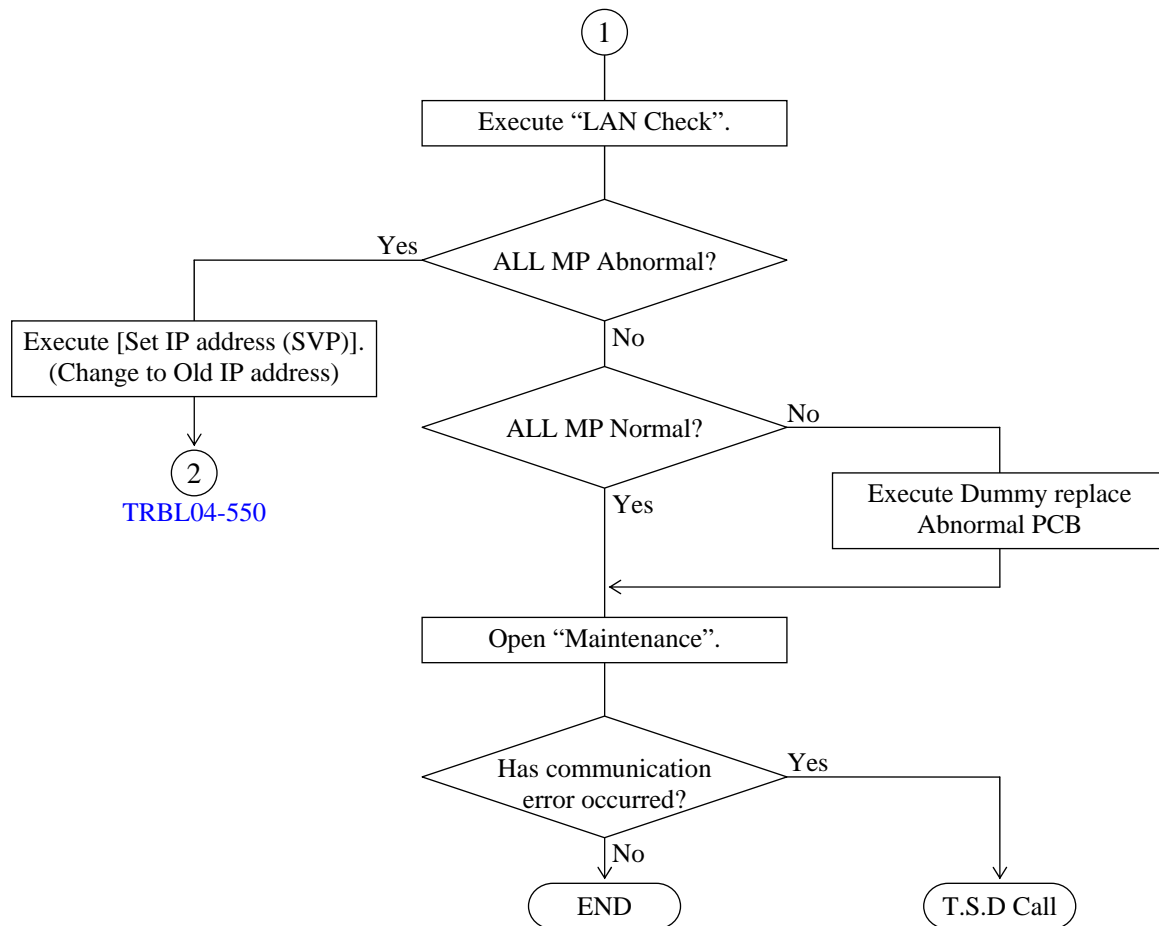 1
Execute “LAN Check”.
Yes
ALL MP Abnormal?
Execute [Set IP address (SVP)].
(Change to Old IP address)
No
2
TRBL04-550
ALL MP Normal?
No
Yes
Execute Dummy replace
Abnormal PCB
Open “Maintenance”.
Has communication
error occurred?
Yes
No
END
T.S.D Call